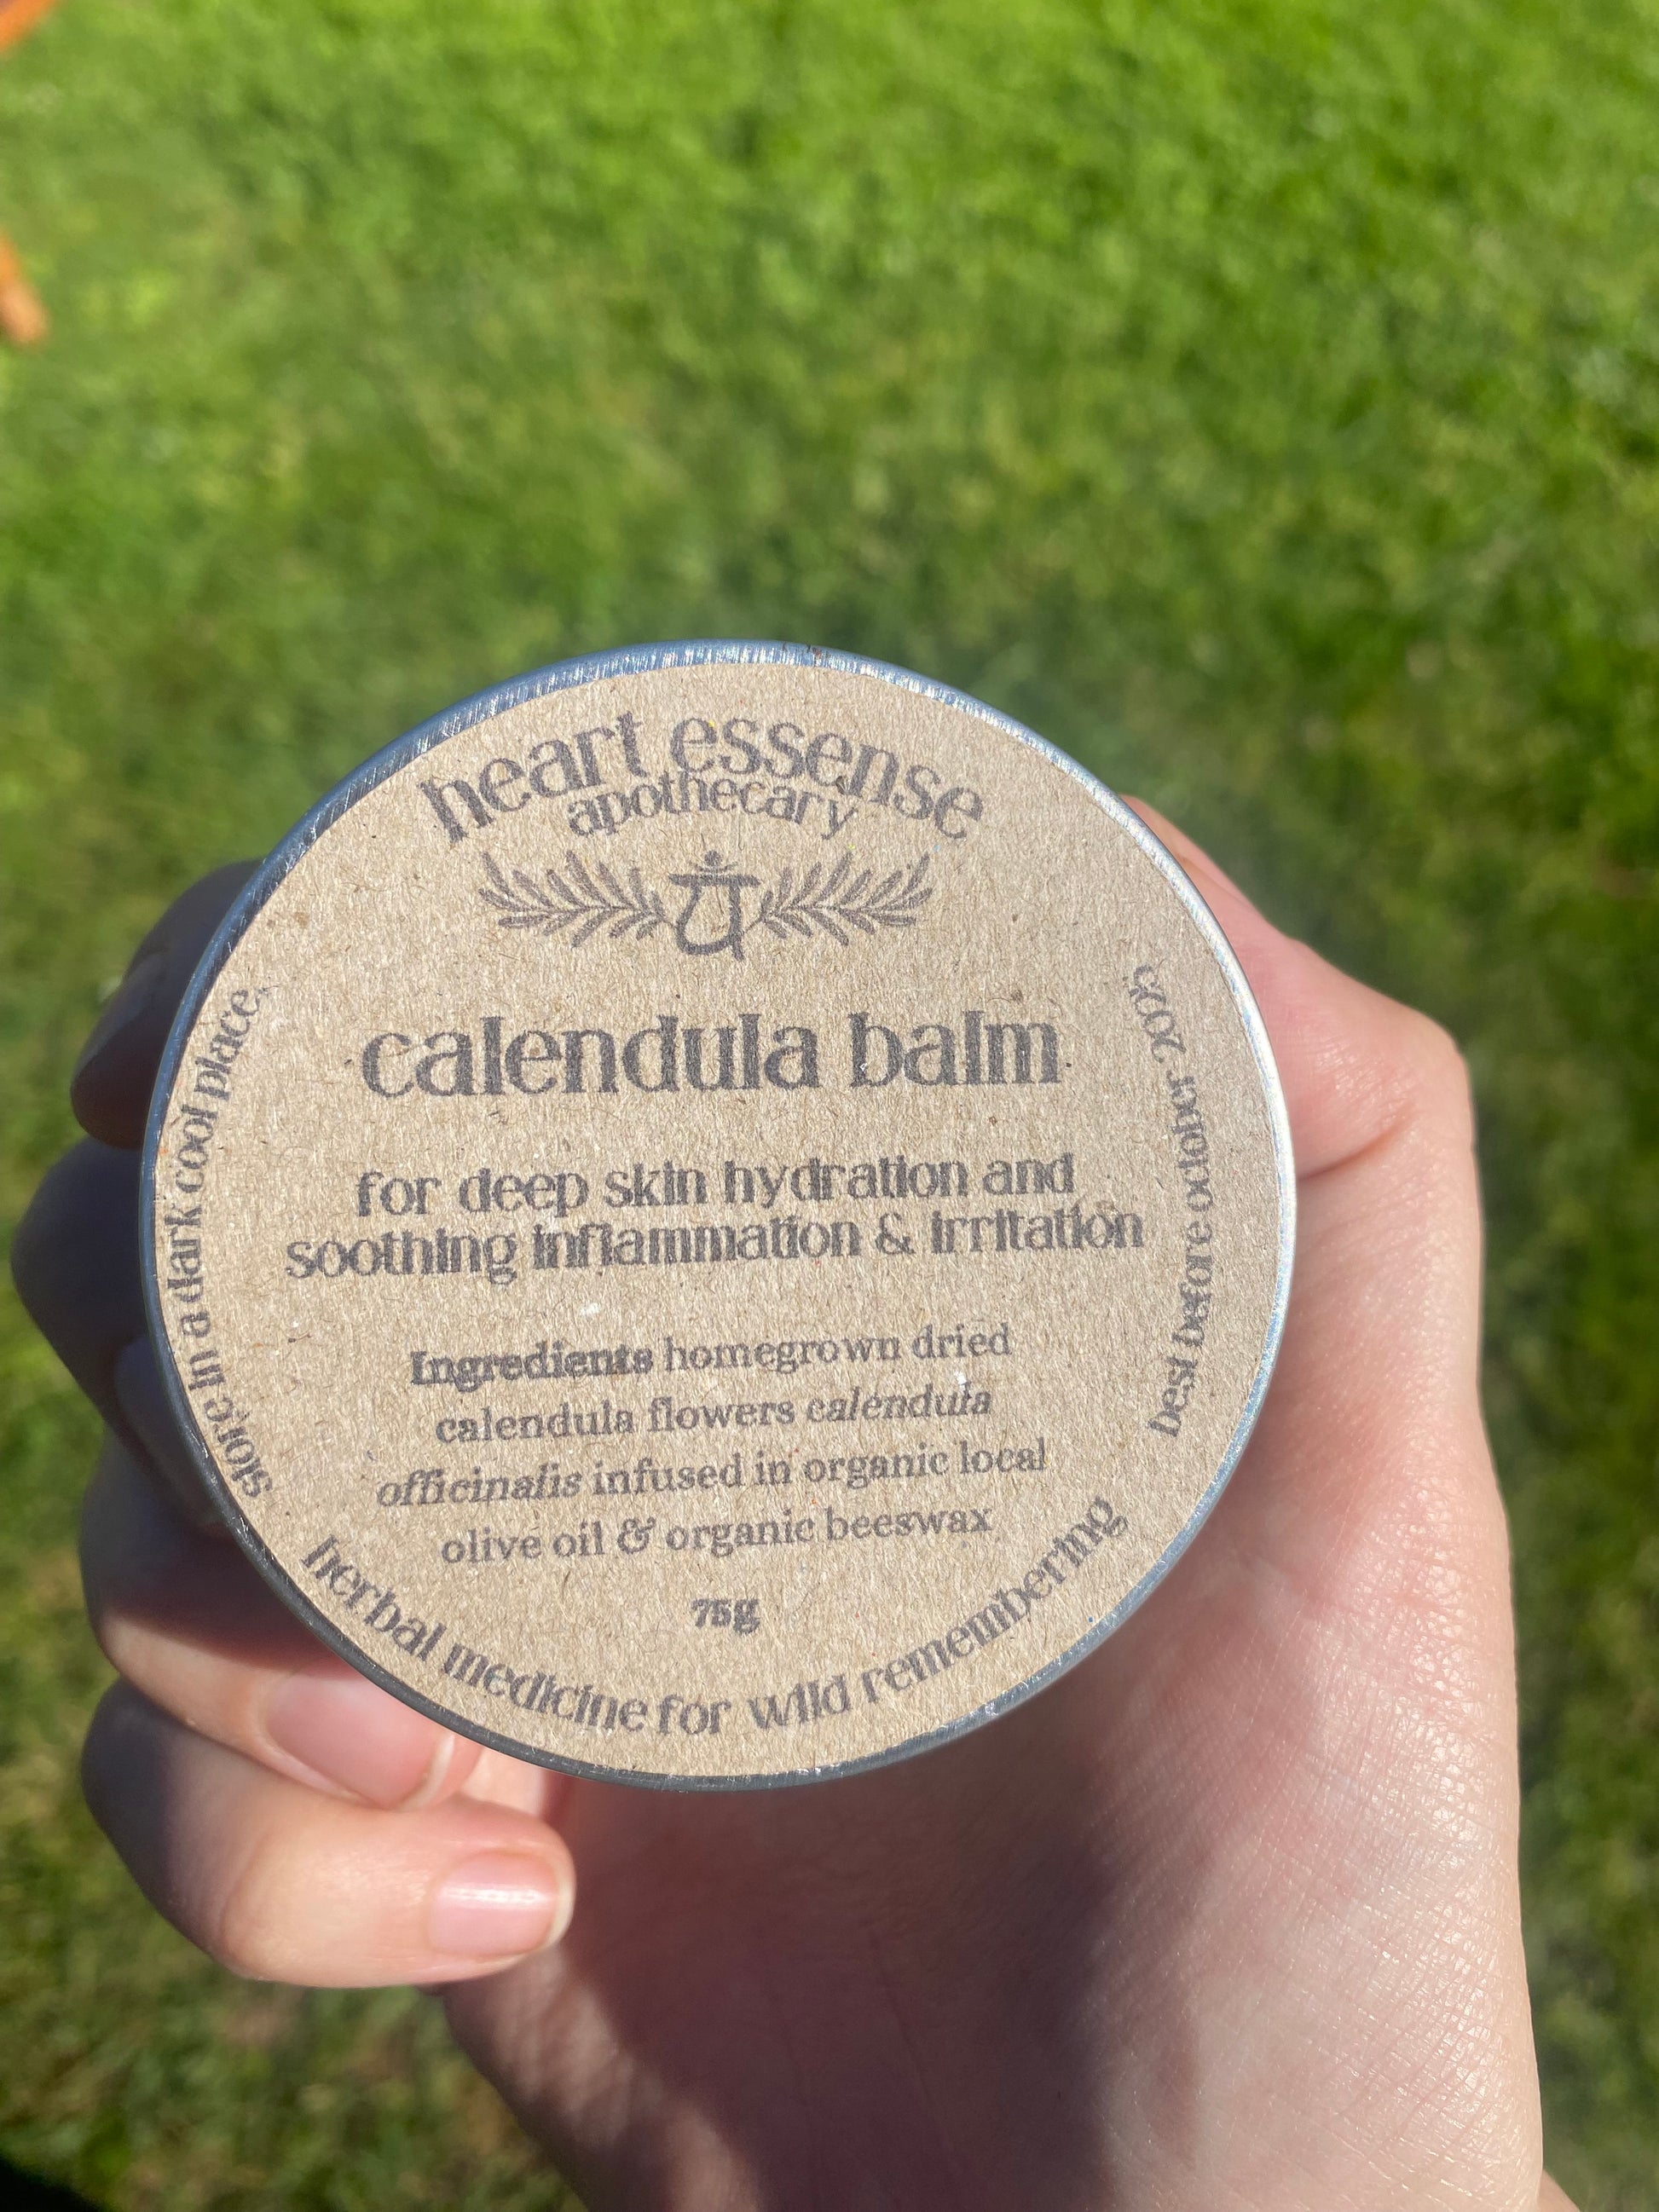 heart essense
apothecary
calendula balm
for deep skin hydration and
soothing inflammation & irritation
Ingredients homegrown dried
calendula flowers calendula
officinalis infused in organic local
olive oil & organic beeswax
75g
herbal medicine for wild remembering
store in a dark cool place.
best before october 2025.